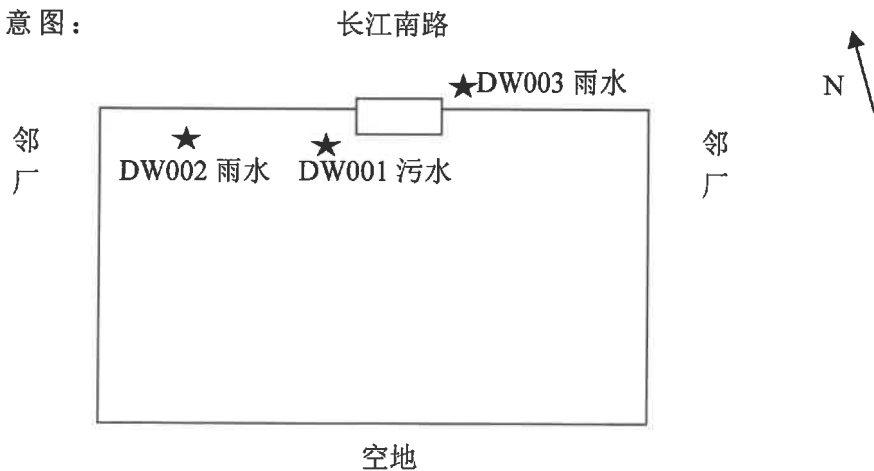 意图：
长江南路
★DW003 雨水
N
邻厂
邻厂
★
★
DW002 雨水
DW001 污水
空地